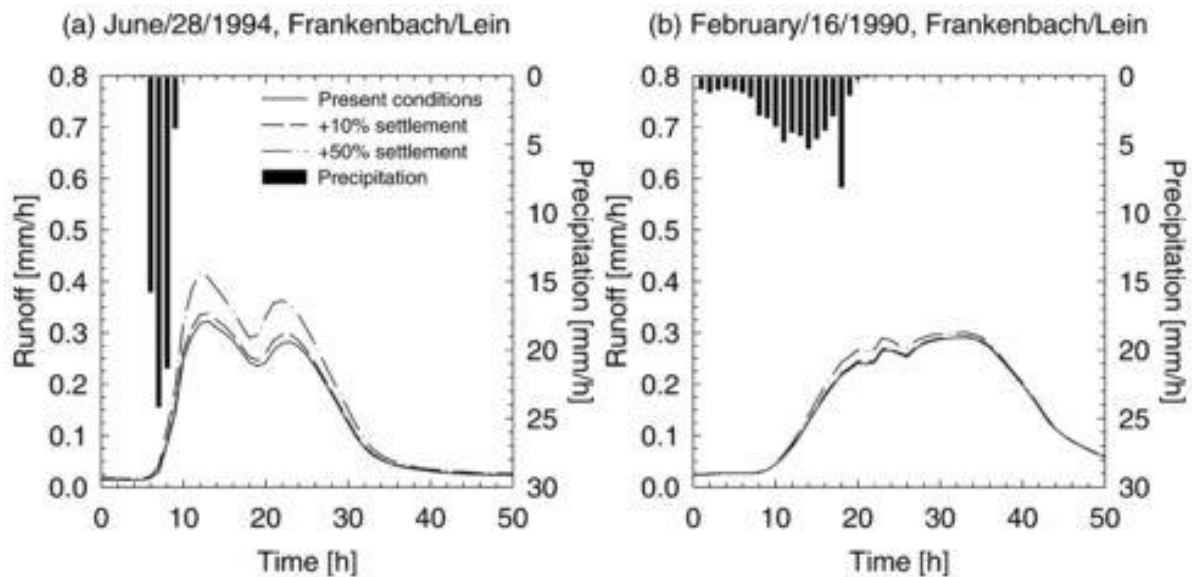 (a) June/28/1994, Frankenbach/Lein
(b) February/16/1990, Frankenbach/Lein
0.8
0.7
0.6
0.5
0.4
0.3
0.2
0.1
0.0
Runoff [mm/h]
Present conditions
+10% settlement
+50% settlement
Precipitation
0
5
10
15
20
25
30
Precipitation [mm/h]
0 10 20 30 40 50
Time [h]
0.8
0.7
0.6
0.5
0.4
0.3
0.2
0.1
0.0
Runoff [mm/h]
0
5
10
15
20
25
30
Precipitation [mm/h]
0 10 20 30 40 50
Time [h]